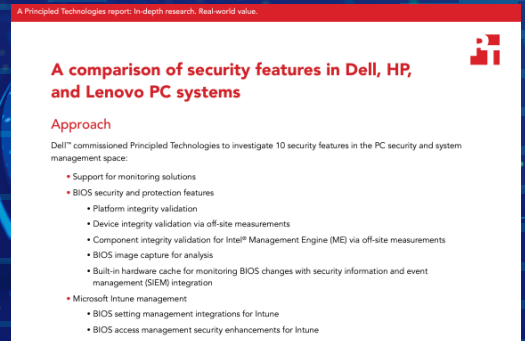 A Principled Technologies report: In-depth research. Real-world value.
PT
A comparison of security features in Dell, HP,
and Lenovo PC systems
Approach
Dell™ commissioned Principled Technologies to investigate 10 security features in the PC security and system
management space:
• Support for monitoring solutions
• BIOS security and protection features
• Platform integrity validation
• Device integrity validation via off-site measurements
• Component integrity validation for Intel® Management Engine (ME) via off-site measurements
• BIOS image capture for analysis
• Built-in hardware cache for monitoring BIOS changes with security information and event
management (SIEM) integration
• Microsoft Intune management
• BIOS setting management integrations for Intune
• BIOS access management security enhancements for Intune